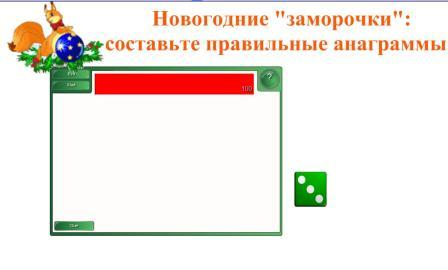 Новогодние "заморочки":
составьте правильные анаграммы
100
?